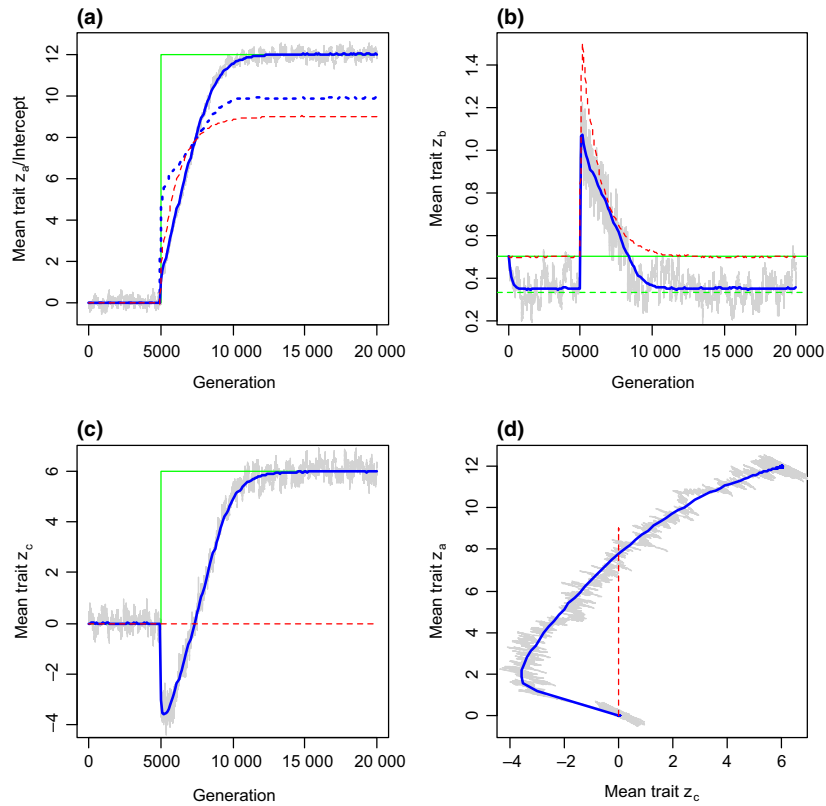 (a)
Mean trait z_a/Intercept
12
10
8
6
4
2
0
0 5000 10 000 15 000 20 000
Generation
(b)
Mean trait z_b
1.4
1.2
1.0
0.8
0.6
0.4
0.2
0 5000 10 000 15 000 20 000
Generation
(c)
Mean trait z_c
6
4
2
0
−2
−4
0 5000 10 000 15 000 20 000
Generation
(d)
Mean trait z_a
12
10
8
6
4
2
0
−4 −2 0 2 4 6
Mean trait z_c